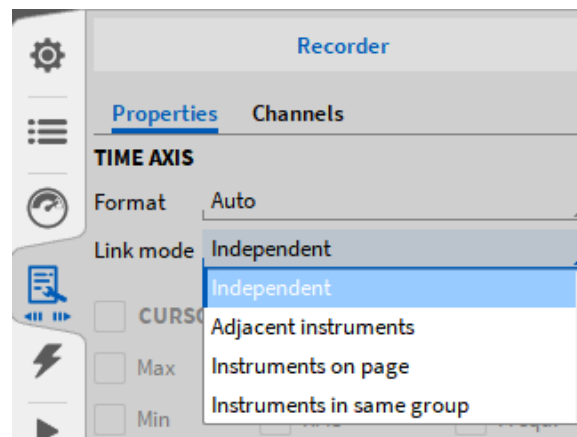 Recorder
Properties Channels
TIME AXIS
Format Auto
Link mode Independent
Independent
Adjacent instruments
Instruments on page
Instruments in same group
Max
Min